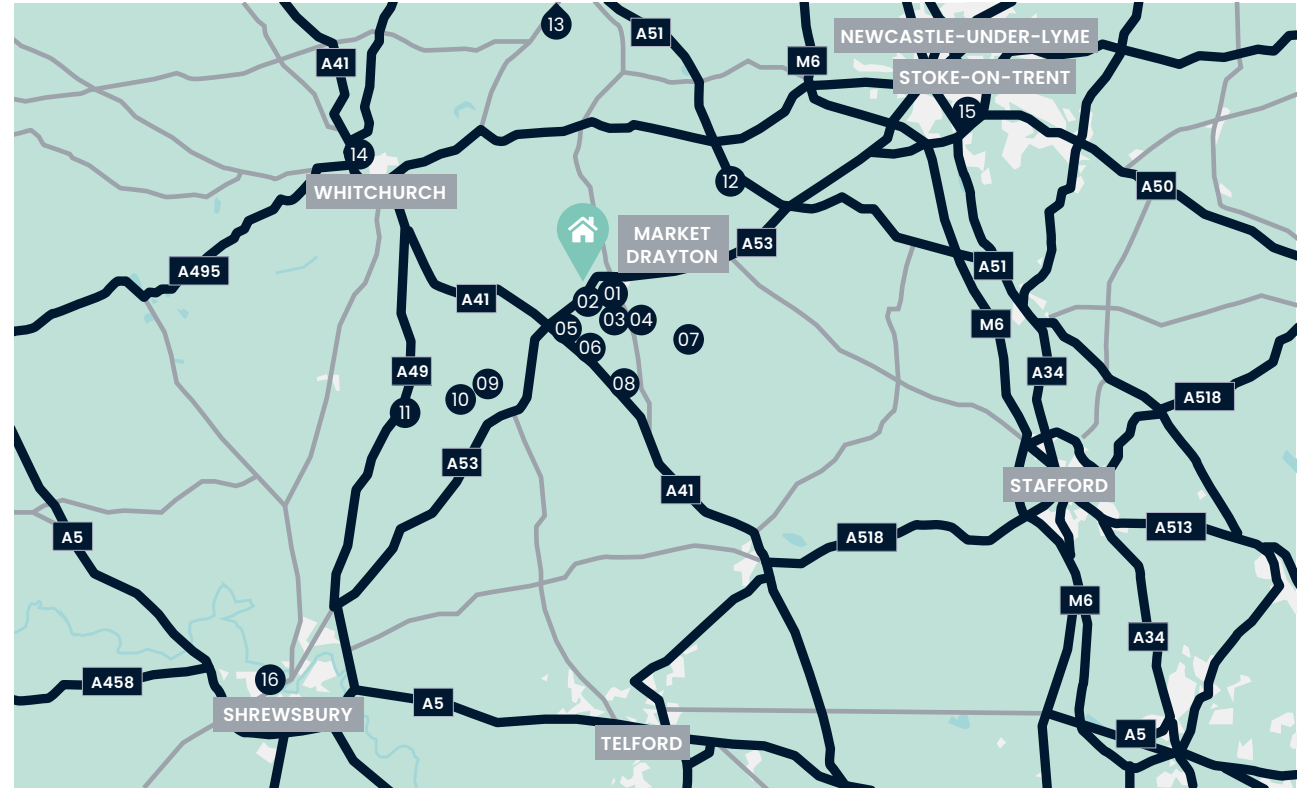 13
A51
NEWCASTLE-UNDER-LYME
A41
M6
STOKE-ON-TRENT
15
14
12
A50
WHITCHURCH
MARKET
DRAYTON
A53
A495
A51
A41
02
01
03
04
M6
05
06
07
A49
A34
09
08
10
11
A518
A53
STAFFORD
A41
A5
A518
A513
M6
A34
16
A458
A5
SHREWSBURY
A5
TELFORD